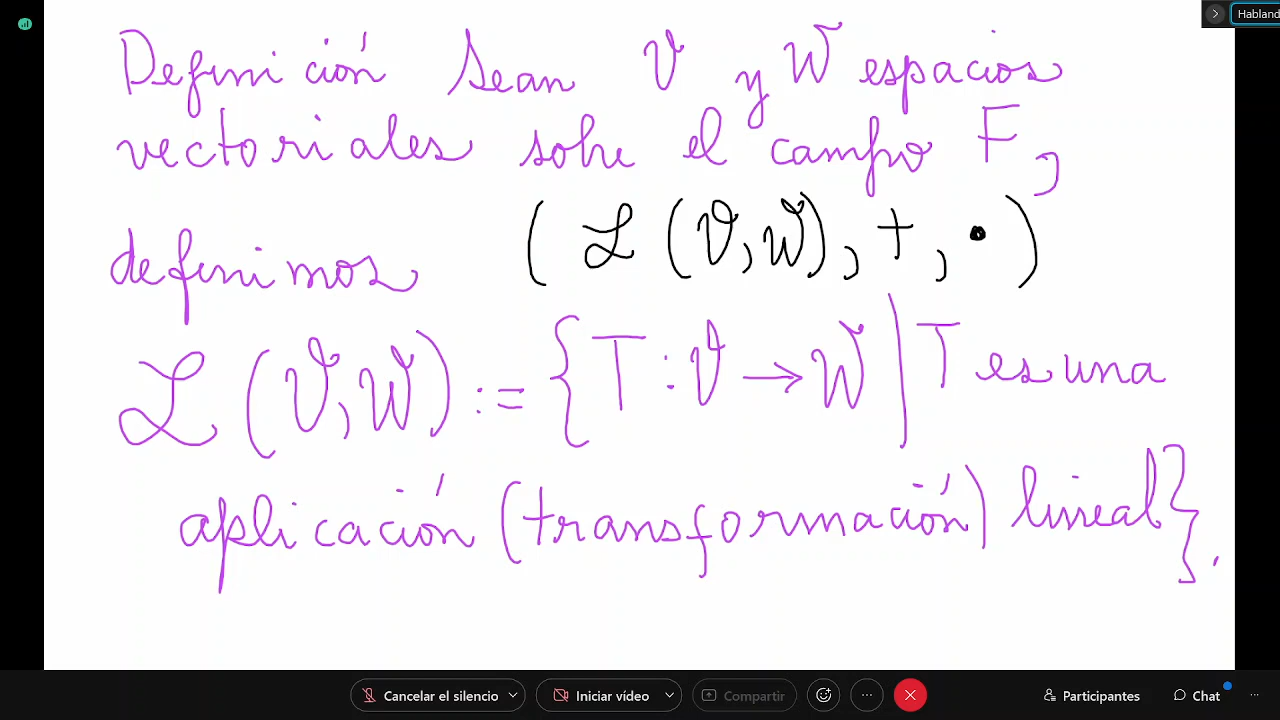 Habland
Definición Sean V y W espacios
vectoriales sobre el campo F,
definimos (ℒ(V,W), +, •)
ℒ(V,W) := {T : V → W | T es una
aplicación (transformación) lineal}.
Cancelar el silencio
Iniciar vídeo
Compartir
Participantes
Chat